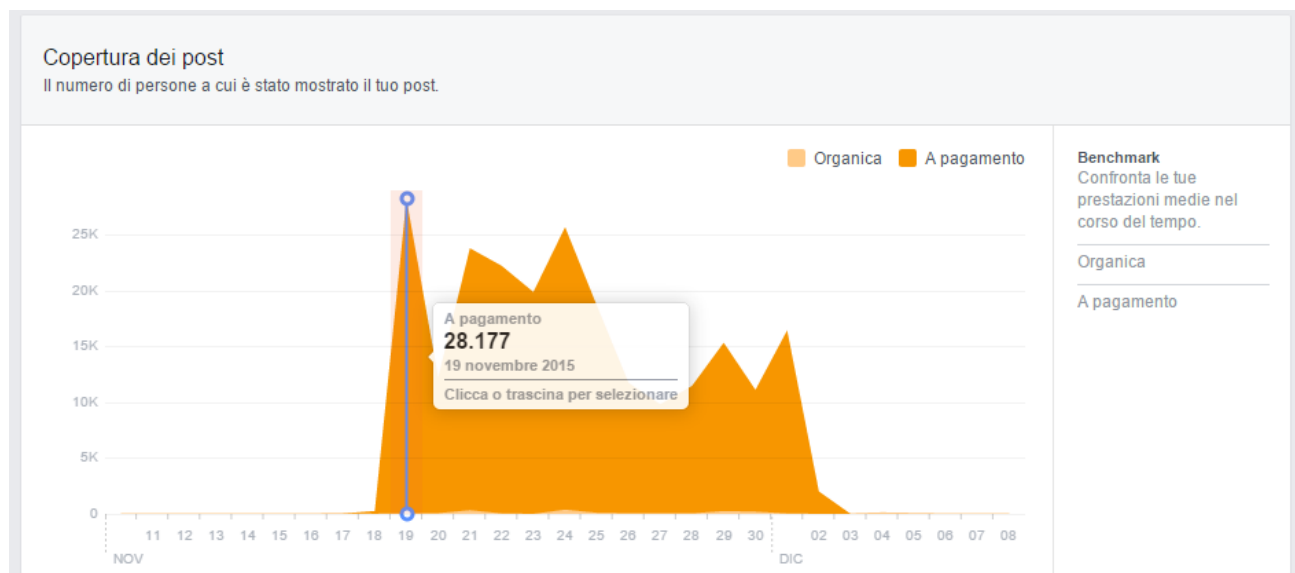 Copertura dei post
Il numero di persone a cui è stato mostrato il tuo post.
Organica
A pagamento
Benchmark
Confronta le tue
prestazioni medie nel
corso del tempo.
Organica
A pagamento
25K
20K
15K
10K
5K
0
A pagamento
28.177
19 novembre 2015
Clicca o trascina per selezionare
11 12 13 14 15 16 17 18 19 20 21 22 23 24 25 26 27 28 29 30 02 03 04 05 06 07 08
NOV DIC